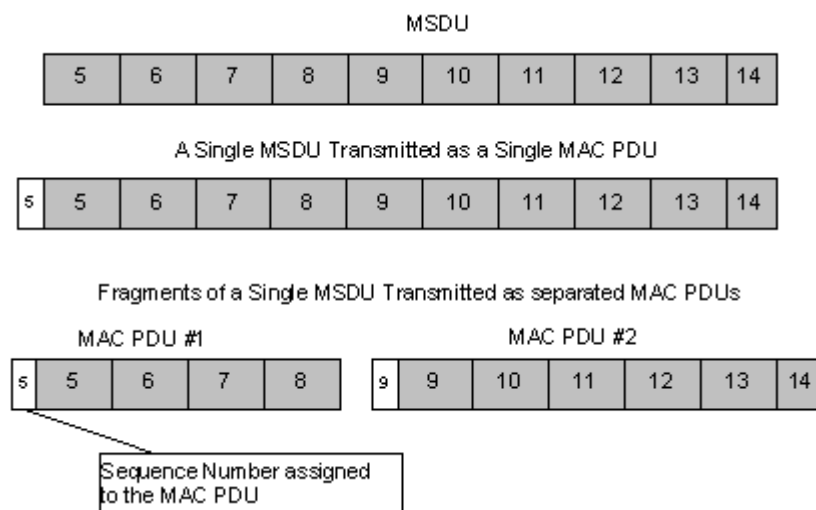 MSDU
5 6 7 8 9 10 11 12 13 14
A Single MSDU Transmitted as a Single MAC PDU
5 5 6 7 8 9 10 11 12 13 14
Fragments of a Single MSDU Transmitted as separated MAC PDUs
MAC PDU #1 MAC PDU #2
5 5 6 7 8 9 9 10 11 12 13 14
Sequence Number assigned
to the MAC PDU